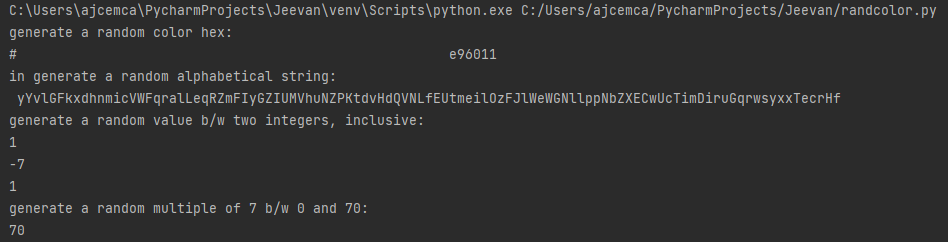 C:\Users\ajcemca\PycharmProjects\Jeevan\venv\Scripts\python.exe C:/Users/ajcemca/PycharmProjects/Jeevan/randcolor.py
generate a random color hex:
# e96011
in generate a random alphabetical string:
yYvlGFkxdhnmicVWFqralLeqRZmFIyGZIUMVhuNZPKtdvHdQVNLfEUtmeilOzFJlWeWGNllppNbZXECwUcTimDiruGqrwsyxxTecrHf
generate a random value b/w two integers, inclusive:
1
-7
1
generate a random multiple of 7 b/w 0 and 70:
70